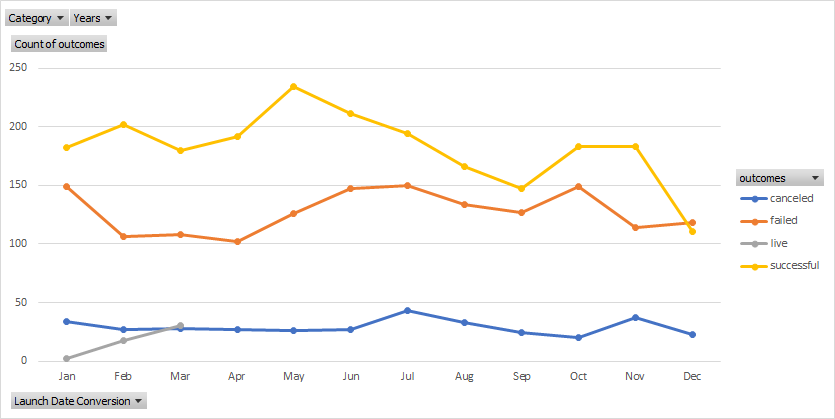 Category Years
Count of outcomes
250
200
150
100
50
0
Jan Feb Mar Apr May Jun Jul Aug Sep Oct Nov Dec
outcomes
canceled
failed
live
successful
Launch Date Conversion